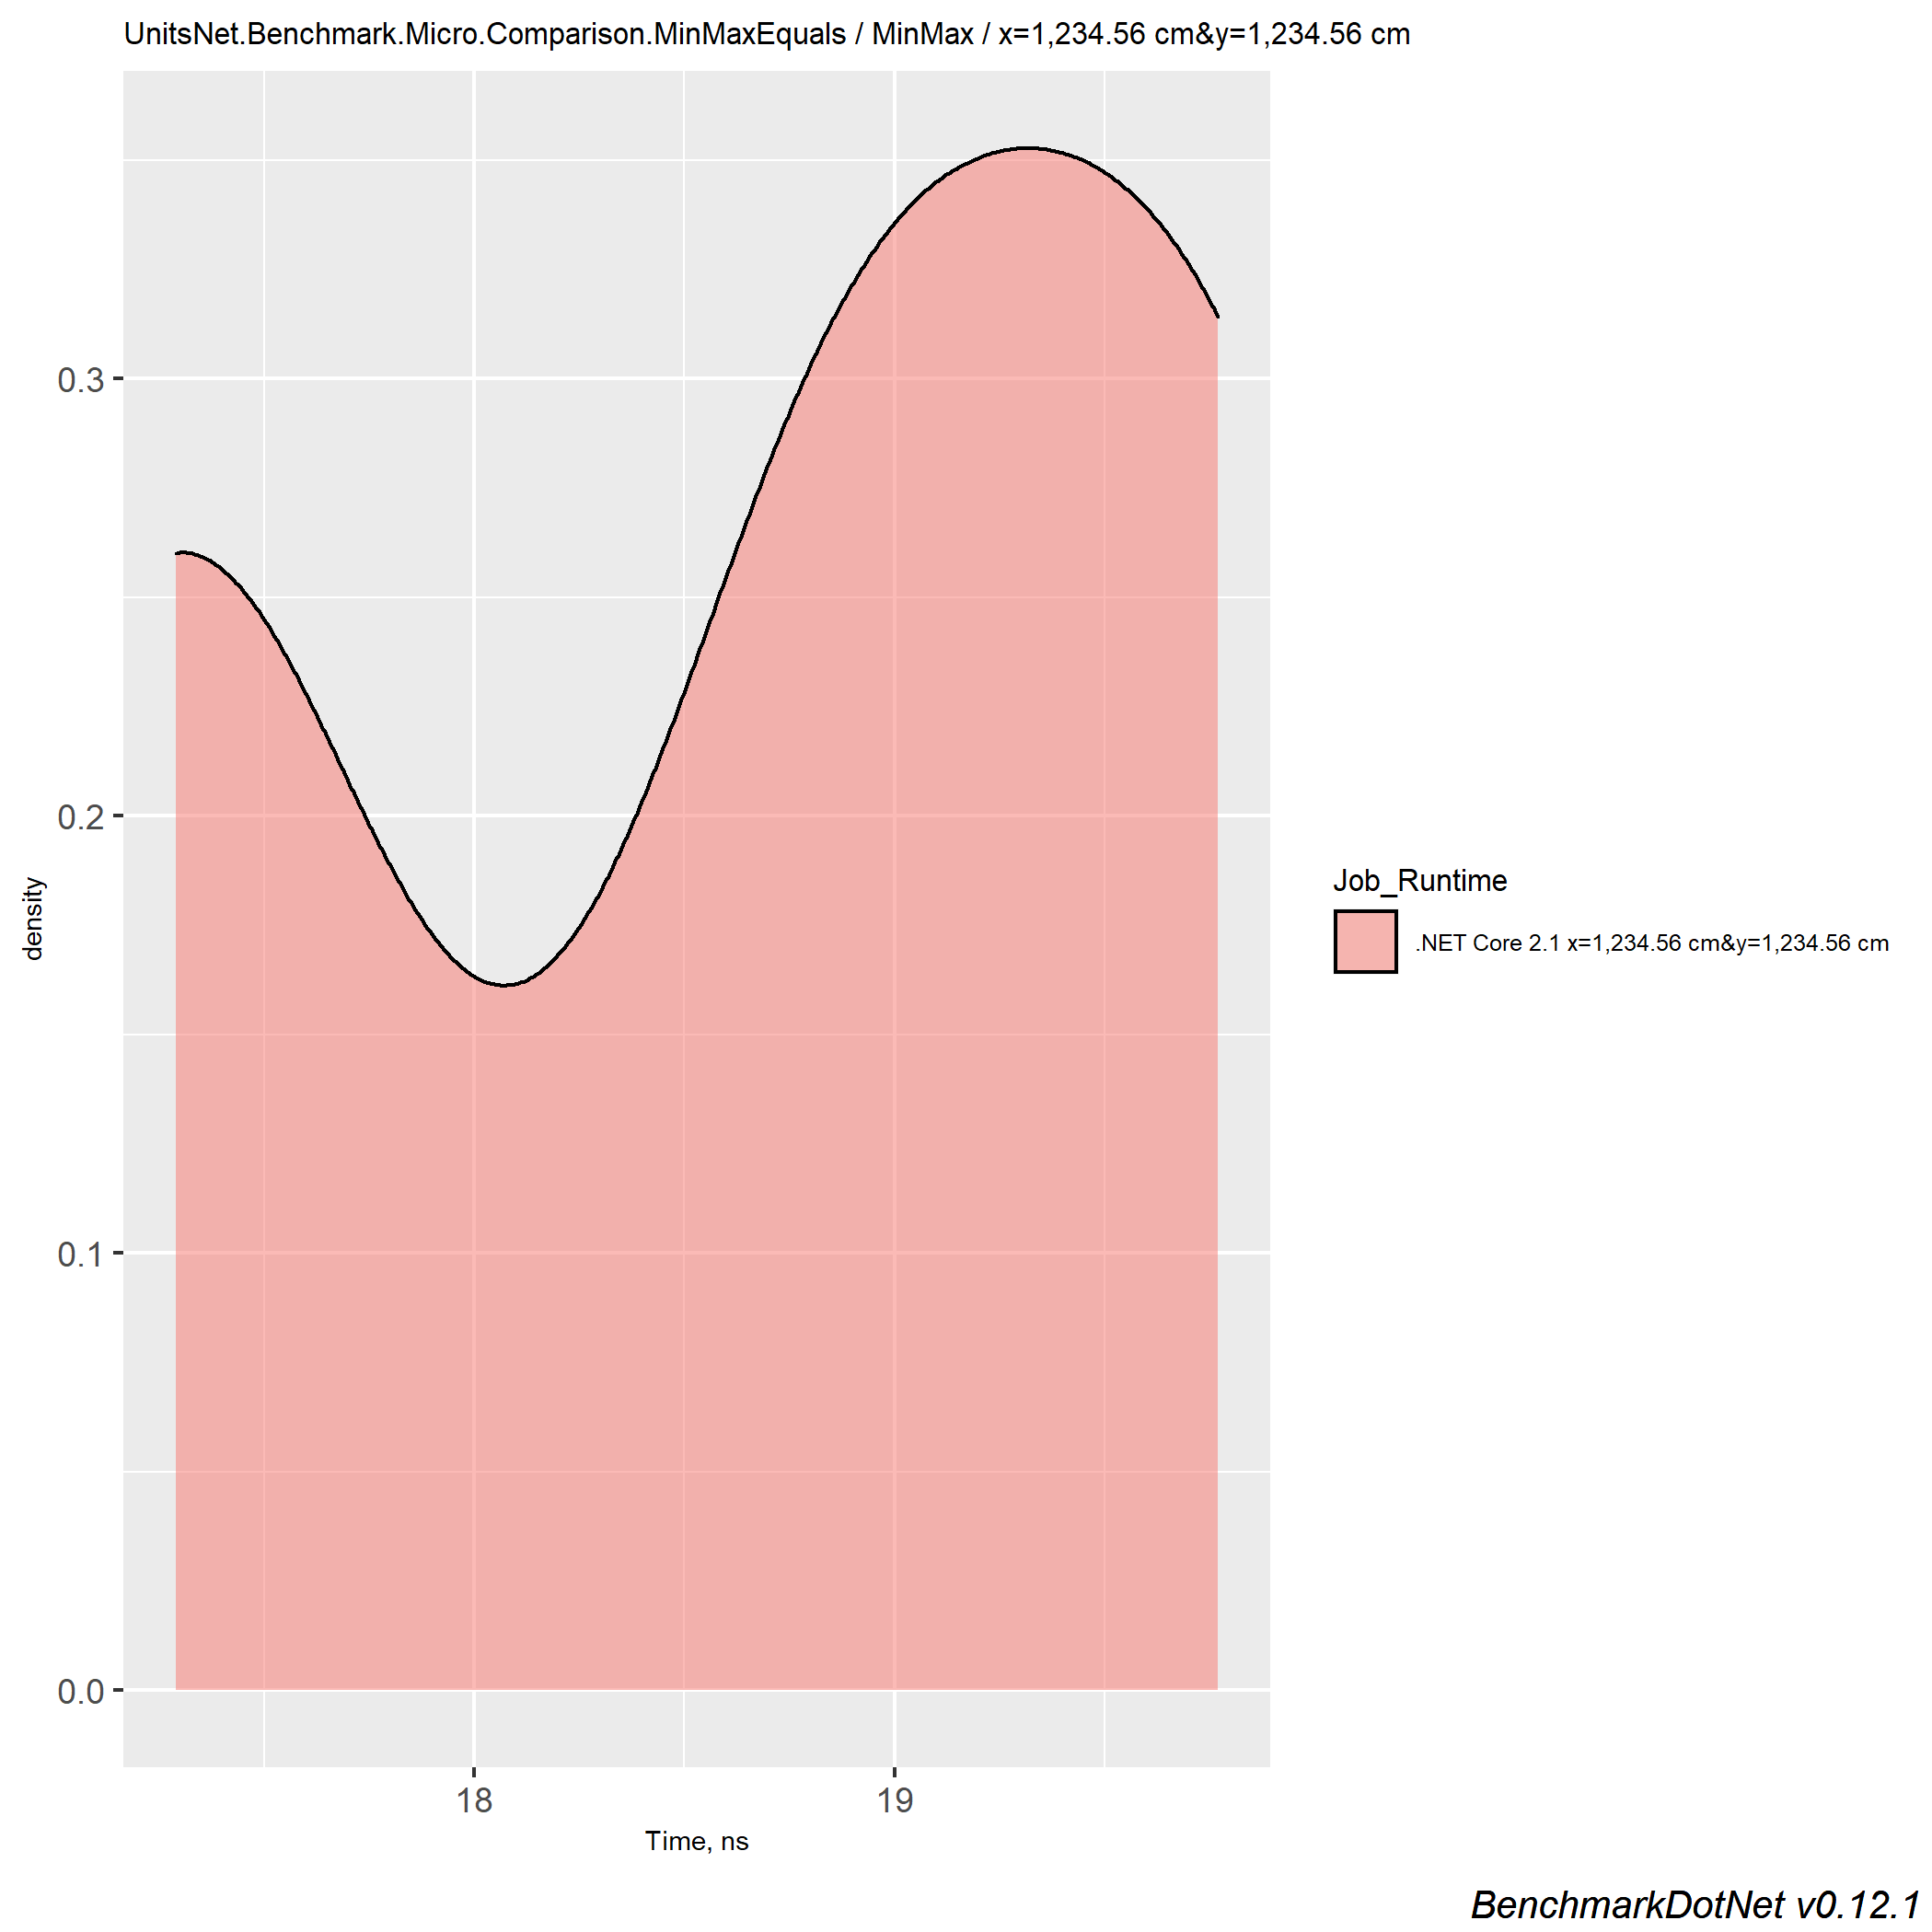 UnitsNet.Benchmark.Micro.Comparison.MinMaxEquals / MinMax / x=1,234.56 cm&y=1,234.56 cm
0.3
0.2
0.1
0.0
density
18
19
Time, ns
Job_Runtime
.NET Core 2.1 x=1,234.56 cm&y=1,234.56 cm
BenchmarkDotNet v0.12.1